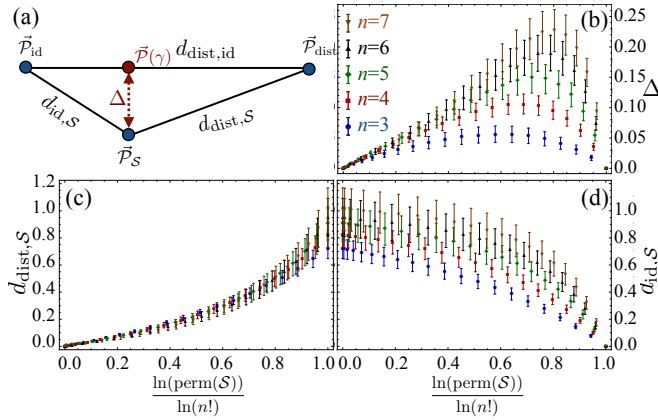 (a)
P⃗id
P⃗(γ)
ddist,id
P⃗dist
did,S
Δ
ddist,S
P⃗S
(b)
n=7
n=6
n=5
n=4
n=3
0.25
0.20
0.15
0.10
0.05
0.0
Δ
(c)
1.2
1.0
0.8
0.6
0.4
0.2
0.0
ddist,S
0.0 0.2 0.4 0.6 0.8 1.0
ln(perm(S))
ln(n!)
(d)
1.0
0.8
0.6
0.4
0.2
0.0
did,S
0.2 0.4 0.6 0.8 1.0
ln(perm(S))
ln(n!)